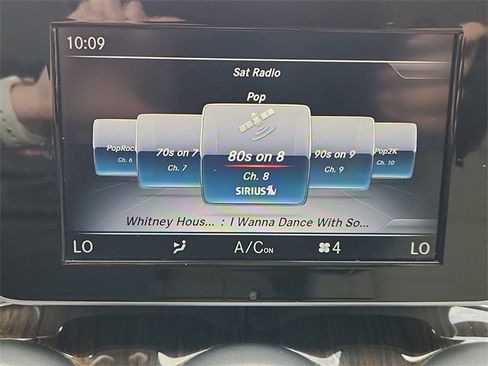 10:09
Sat Radio
Pop
PopRock 70s on 7 80s on 8 90s on 9 Pop2K
Ch. 6 Ch. 7 Ch. 8 Ch. 9 Ch. 10
SIRIUS
Whitney Hous... : I Wanna Dance With So...
LO A/C ON 4 LO